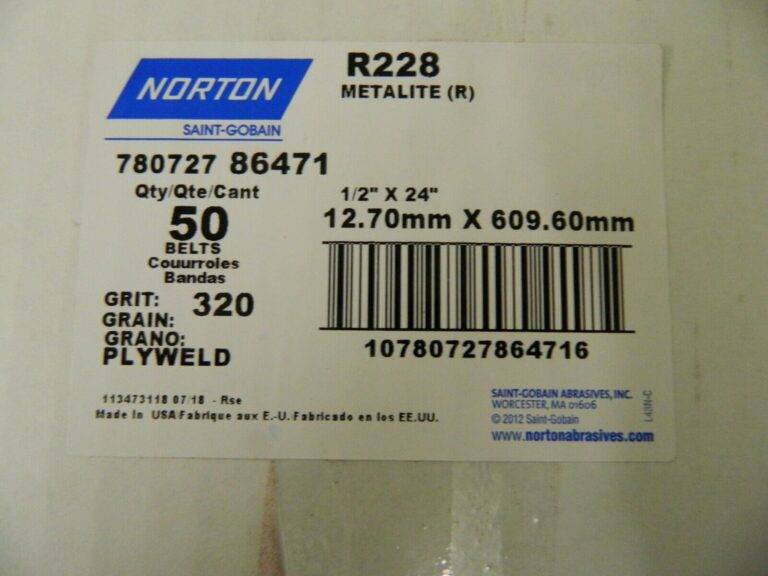 NORTON
SAINT-GOBAIN
R228
METALITE (R)
780727 86471
Qty/Qte/Cant
50
BELTS
Couurroies
Bandas
1/2" X 24"
12.70mm X 609.60mm
GRIT: 320
GRAIN:
GRANO:
PLYWELD
10780727864716
113473118 07/18 - Rse
Made In USA/Fabrique aux E.-U./Fabricado en los EE.UU.
SAINT-GOBAIN ABRASIVES, INC.
WORCESTER, MA 01606
© 2012 Saint-Gobain
www.nortonabrasives.com
L43N-C